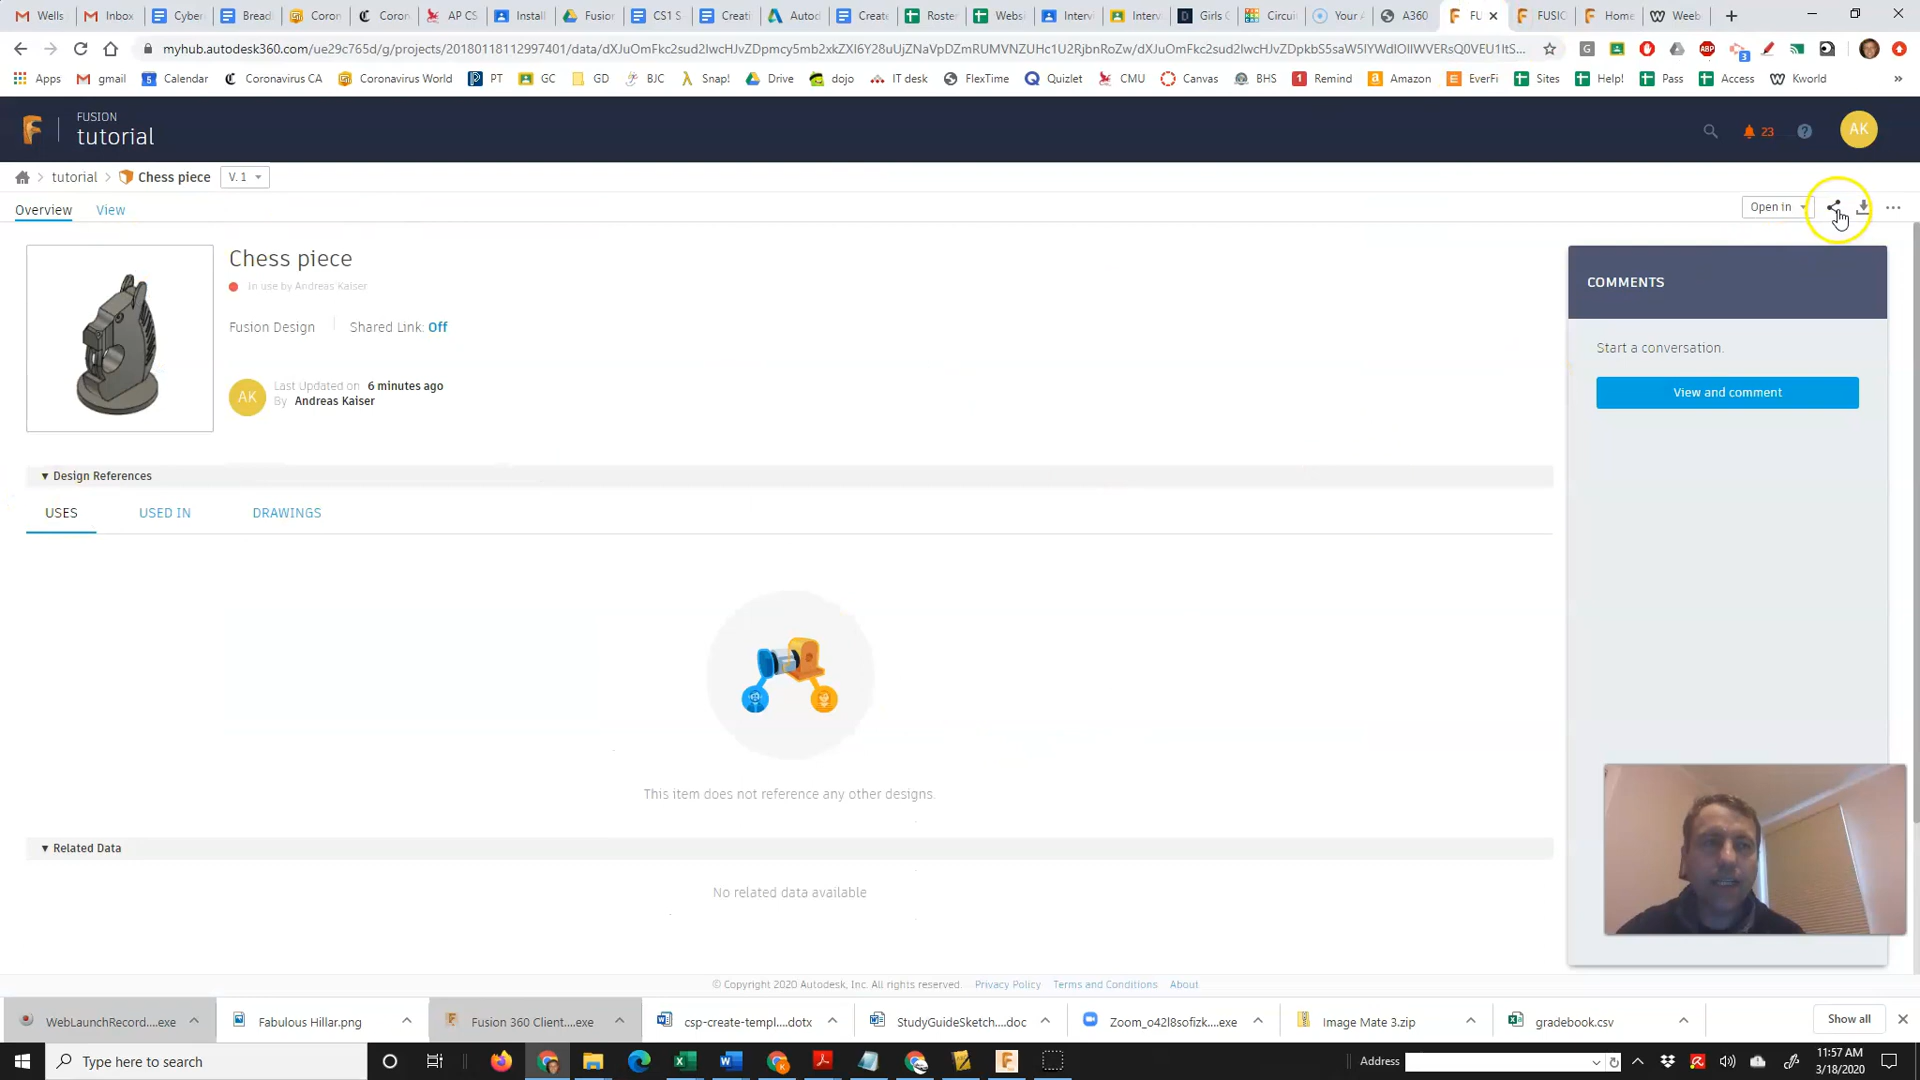 Wells Inbox Cyber Bread Coron Coron AP CS Install Fusion CS1 S Creati Autod Create Roster Webs Interv Interv Girls C Circui Your A A360 FU FUSIO Home Weeb
myhub.autodesk360.com/ue29c765d/g/projects/20180118112997401/data/
Apps gmail Calendar Coronavirus CA Coronavirus World PT GC GD BJC Snap! Drive dojo IT desk FlexTime Quizlet CMU Canvas BHS Remind Amazon EverFi Sites Help! Pass Access Kworld
FUSION
tutorial
23
AK
tutorial Chess piece V. 1
Overview View Open in
Chess piece
In use by Andreas Kaiser
Fusion Design Shared Link: Off
AK
Last Updated on 6 minutes ago
By Andreas Kaiser
COMMENTS
Start a conversation.
View and comment
Design References
USES USED IN DRAWINGS
This item does not reference any other designs.
Related Data
No related data available
© Copyright 2020 Autodesk, Inc. All rights reserved. Privacy Policy Terms and Conditions About
WebLaunchRecord....exe Fabulous Hillar.png Fusion 360 Client....exe csp-create-templ....dotx StudyGuideSketch....doc Zoom_o42l8sofizk....exe Image Mate 3.zip gradebook.csv Show all
Type here to search Address
11:57 AM
3/18/2020